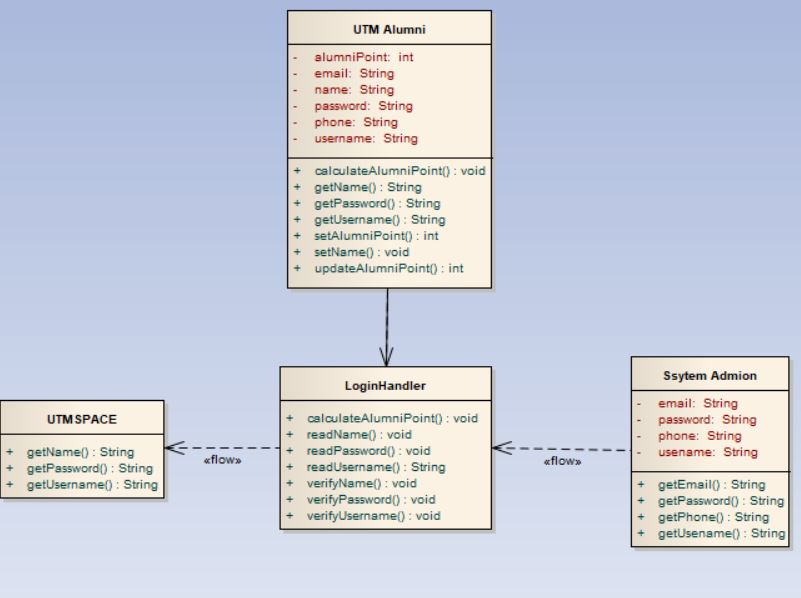 UTM Alumni
- alumniPoint: int
- email: String
- name: String
- password: String
- phone: String
- username: String
+ calculateAlumniPoint() : void
+ getName() : String
+ getPassword() : String
+ getUsername() : String
+ setAlumniPoint() : int
+ setName() : void
+ updateAlumniPoint() : int
UTMSPACE
+ getName() : String
+ getPassword() : String
+ getUsername() : String
«flow»
LoginHandler
+ calculateAlumniPoint() : void
+ readName() : void
+ readPassword() : void
+ readUsername() : String
+ verifyName() : void
+ verifyPassword() : void
+ verifyUsername() : void
«flow»
Ssytem Admion
- email: String
- password: String
- phone: String
- usename: String
+ getEmail() : String
+ getPassword() : String
+ getPhone() : String
+ getUsename() : String